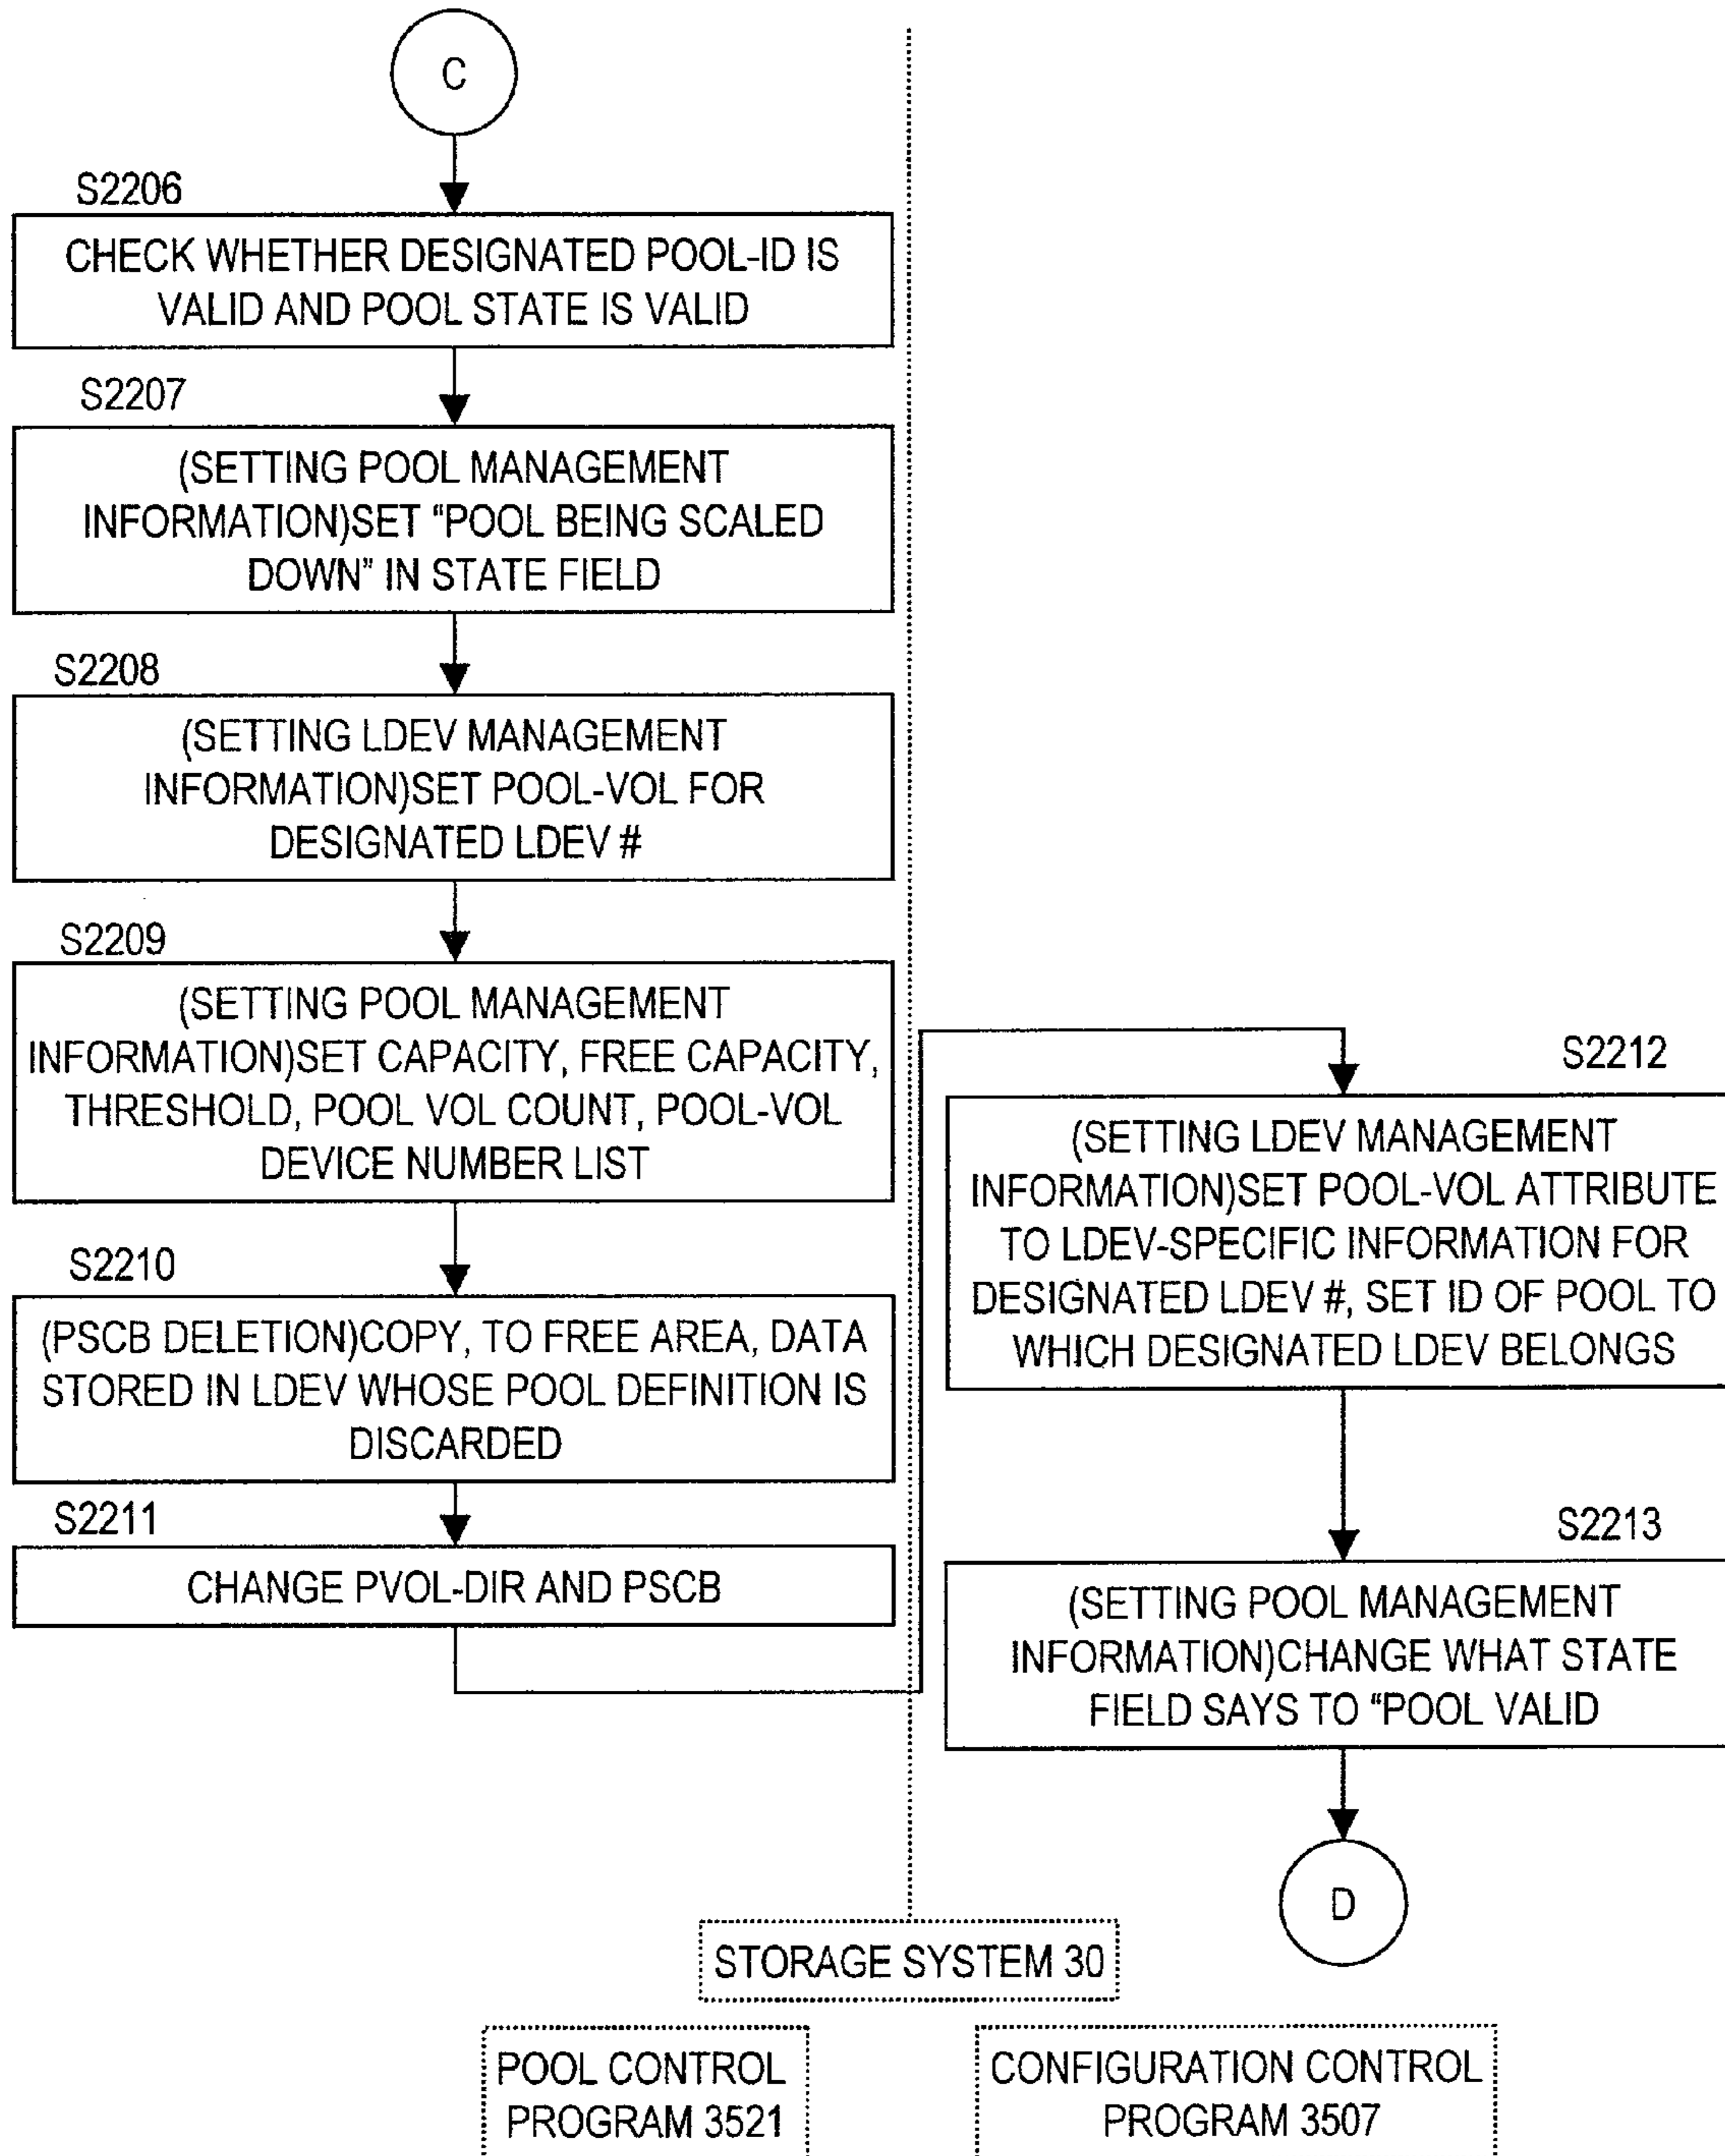 C
S2206
CHECK WHETHER DESIGNATED POOL-ID IS
VALID AND POOL STATE IS VALID
S2207
(SETTING POOL MANAGEMENT
INFORMATION)SET "POOL BEING SCALED
DOWN" IN STATE FIELD
S2208
(SETTING LDEV MANAGEMENT
INFORMATION)SET POOL-VOL FOR
DESIGNATED LDEV #
S2209
(SETTING POOL MANAGEMENT
INFORMATION)SET CAPACITY, FREE CAPACITY,
THRESHOLD, POOL VOL COUNT, POOL-VOL
DEVICE NUMBER LIST
S2210
(PSCB DELETION)COPY, TO FREE AREA, DATA
STORED IN LDEV WHOSE POOL DEFINITION IS
DISCARDED
S2211
CHANGE PVOL-DIR AND PSCB
S2212
(SETTING LDEV MANAGEMENT
INFORMATION)SET POOL-VOL ATTRIBUTE
TO LDEV-SPECIFIC INFORMATION FOR
DESIGNATED LDEV #, SET ID OF POOL TO
WHICH DESIGNATED LDEV BELONGS
S2213
(SETTING POOL MANAGEMENT
INFORMATION)CHANGE WHAT STATE
FIELD SAYS TO "POOL VALID
D
STORAGE SYSTEM 30
POOL CONTROL
PROGRAM 3521
CONFIGURATION CONTROL
PROGRAM 3507